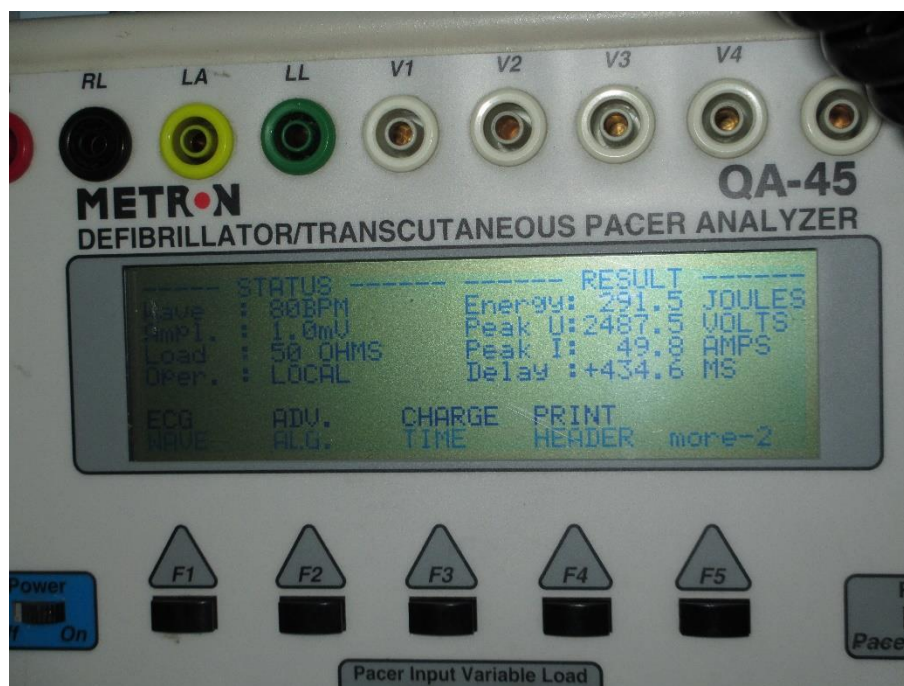 RL LA LL V1 V2 V3 V4
METRON
QA-45
DEFIBRILLATOR/TRANSCUTANEOUS PACER ANALYZER
----- STATUS ------ ------ RESULT ------
Wave : 80BPM Energy: 291.5 JOULES
Ampl. : 1.0mV Peak U:2487.5 VOLTS
Load : 50 OHMS Peak I: 49.8 AMPS
Oper. : LOCAL Delay :+434.6 MS
ECG ADV. CHARGE PRINT
WAVE ALG. TIME HEADER more-2
F1 F2 F3 F4 F5
Power
On
Pace
Pacer Input Variable Load